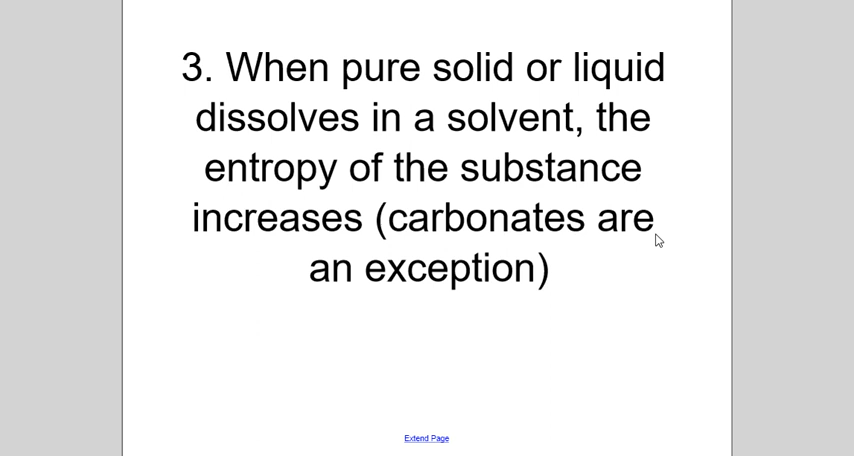 3. When pure solid or liquid
dissolves in a solvent, the
entropy of the substance
increases (carbonates are
an exception)
Extend Page